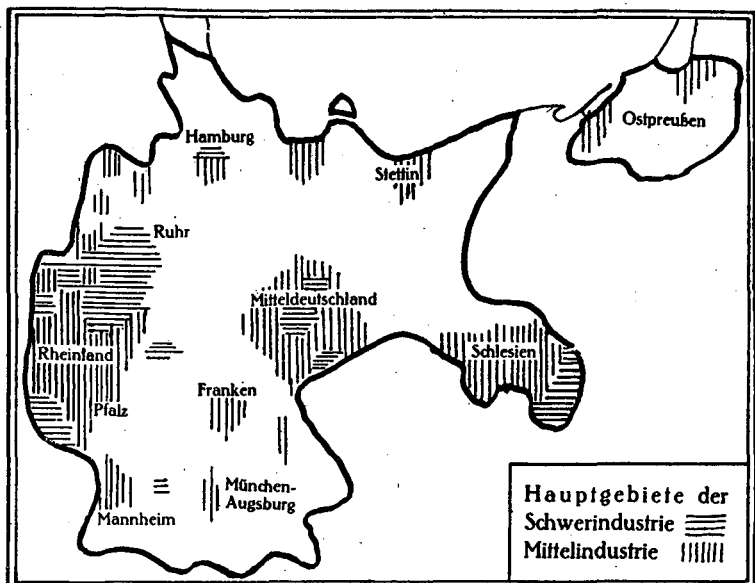 Hamburg
Ostpreußen
Stettin
Ruhr
Mitteldeutschland
Rheinland
Schlesien
Franken
Pfalz
München-
Augsburg
Mannheim
Hauptgebiete der
Schwerindustrie
Mittelindustrie